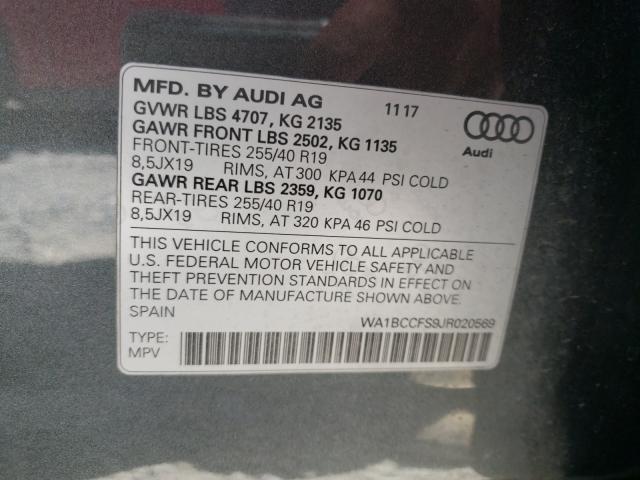 MFD. BY AUDI AG 11 17
GVWR LBS 4707, KG 2135
GAWR FRONT LBS 2502, KG 1135
FRONT-TIRES 255/40 R19
8,5JX19 RIMS, AT 300 KPA 44 PSI COLD
GAWR REAR LBS 2359, KG 1070
REAR-TIRES 255/40 R19
8,5JX19 RIMS, AT 320 KPA 46 PSI COLD
Audi
THIS VEHICLE CONFORMS TO ALL APPLICABLE
U.S. FEDERAL MOTOR VEHICLE SAFETY AND
THEFT PREVENTION STANDARDS IN EFFECT ON
THE DATE OF MANUFACTURE SHOWN ABOVE.
SPAIN
WA1BCCFS9JR020569
TYPE:
MPV